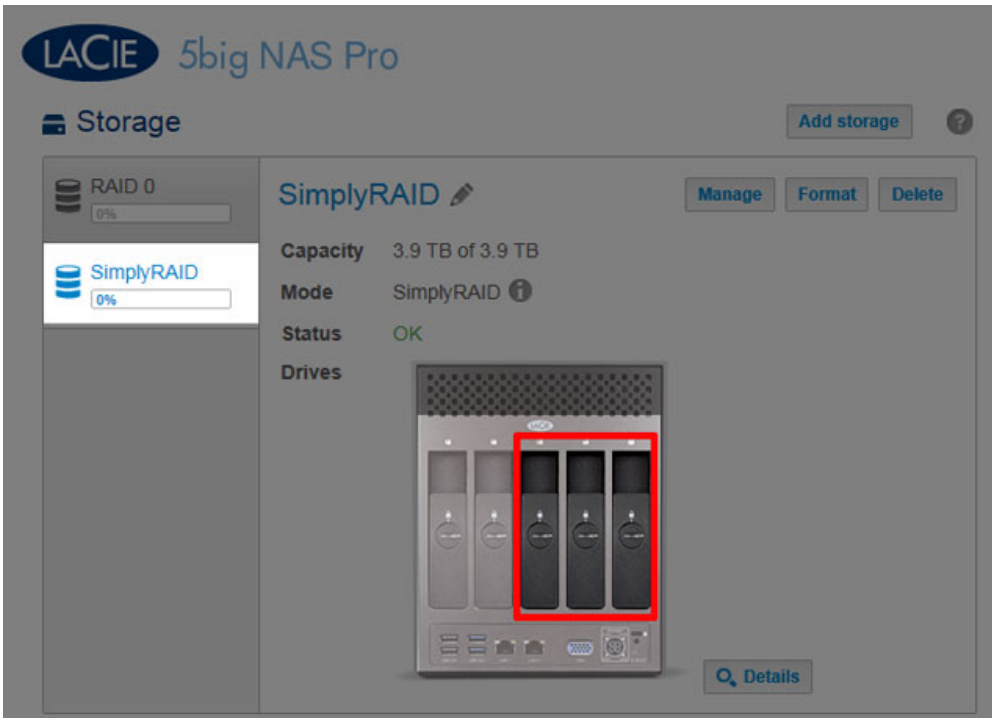 LACIE 5big NAS Pro
Storage
Add storage
?
RAID 0
0%
SimplyRAID
0%
SimplyRAID
Manage
Format
Delete
Capacity 3.9 TB of 3.9 TB
Mode SimplyRAID i
Status OK
Drives
LACIE
Details